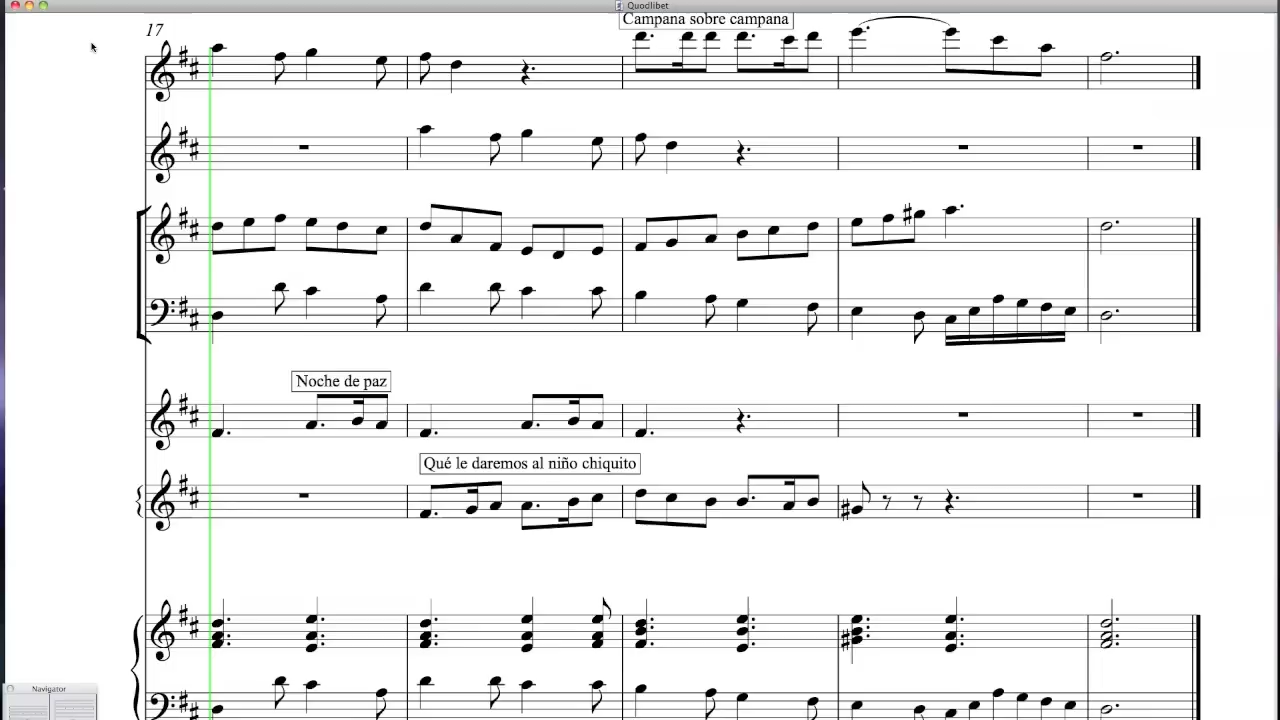 Quodlibet
Campana sobre campana
17
Noche de paz
Qué le daremos al niño chiquito
Navigator